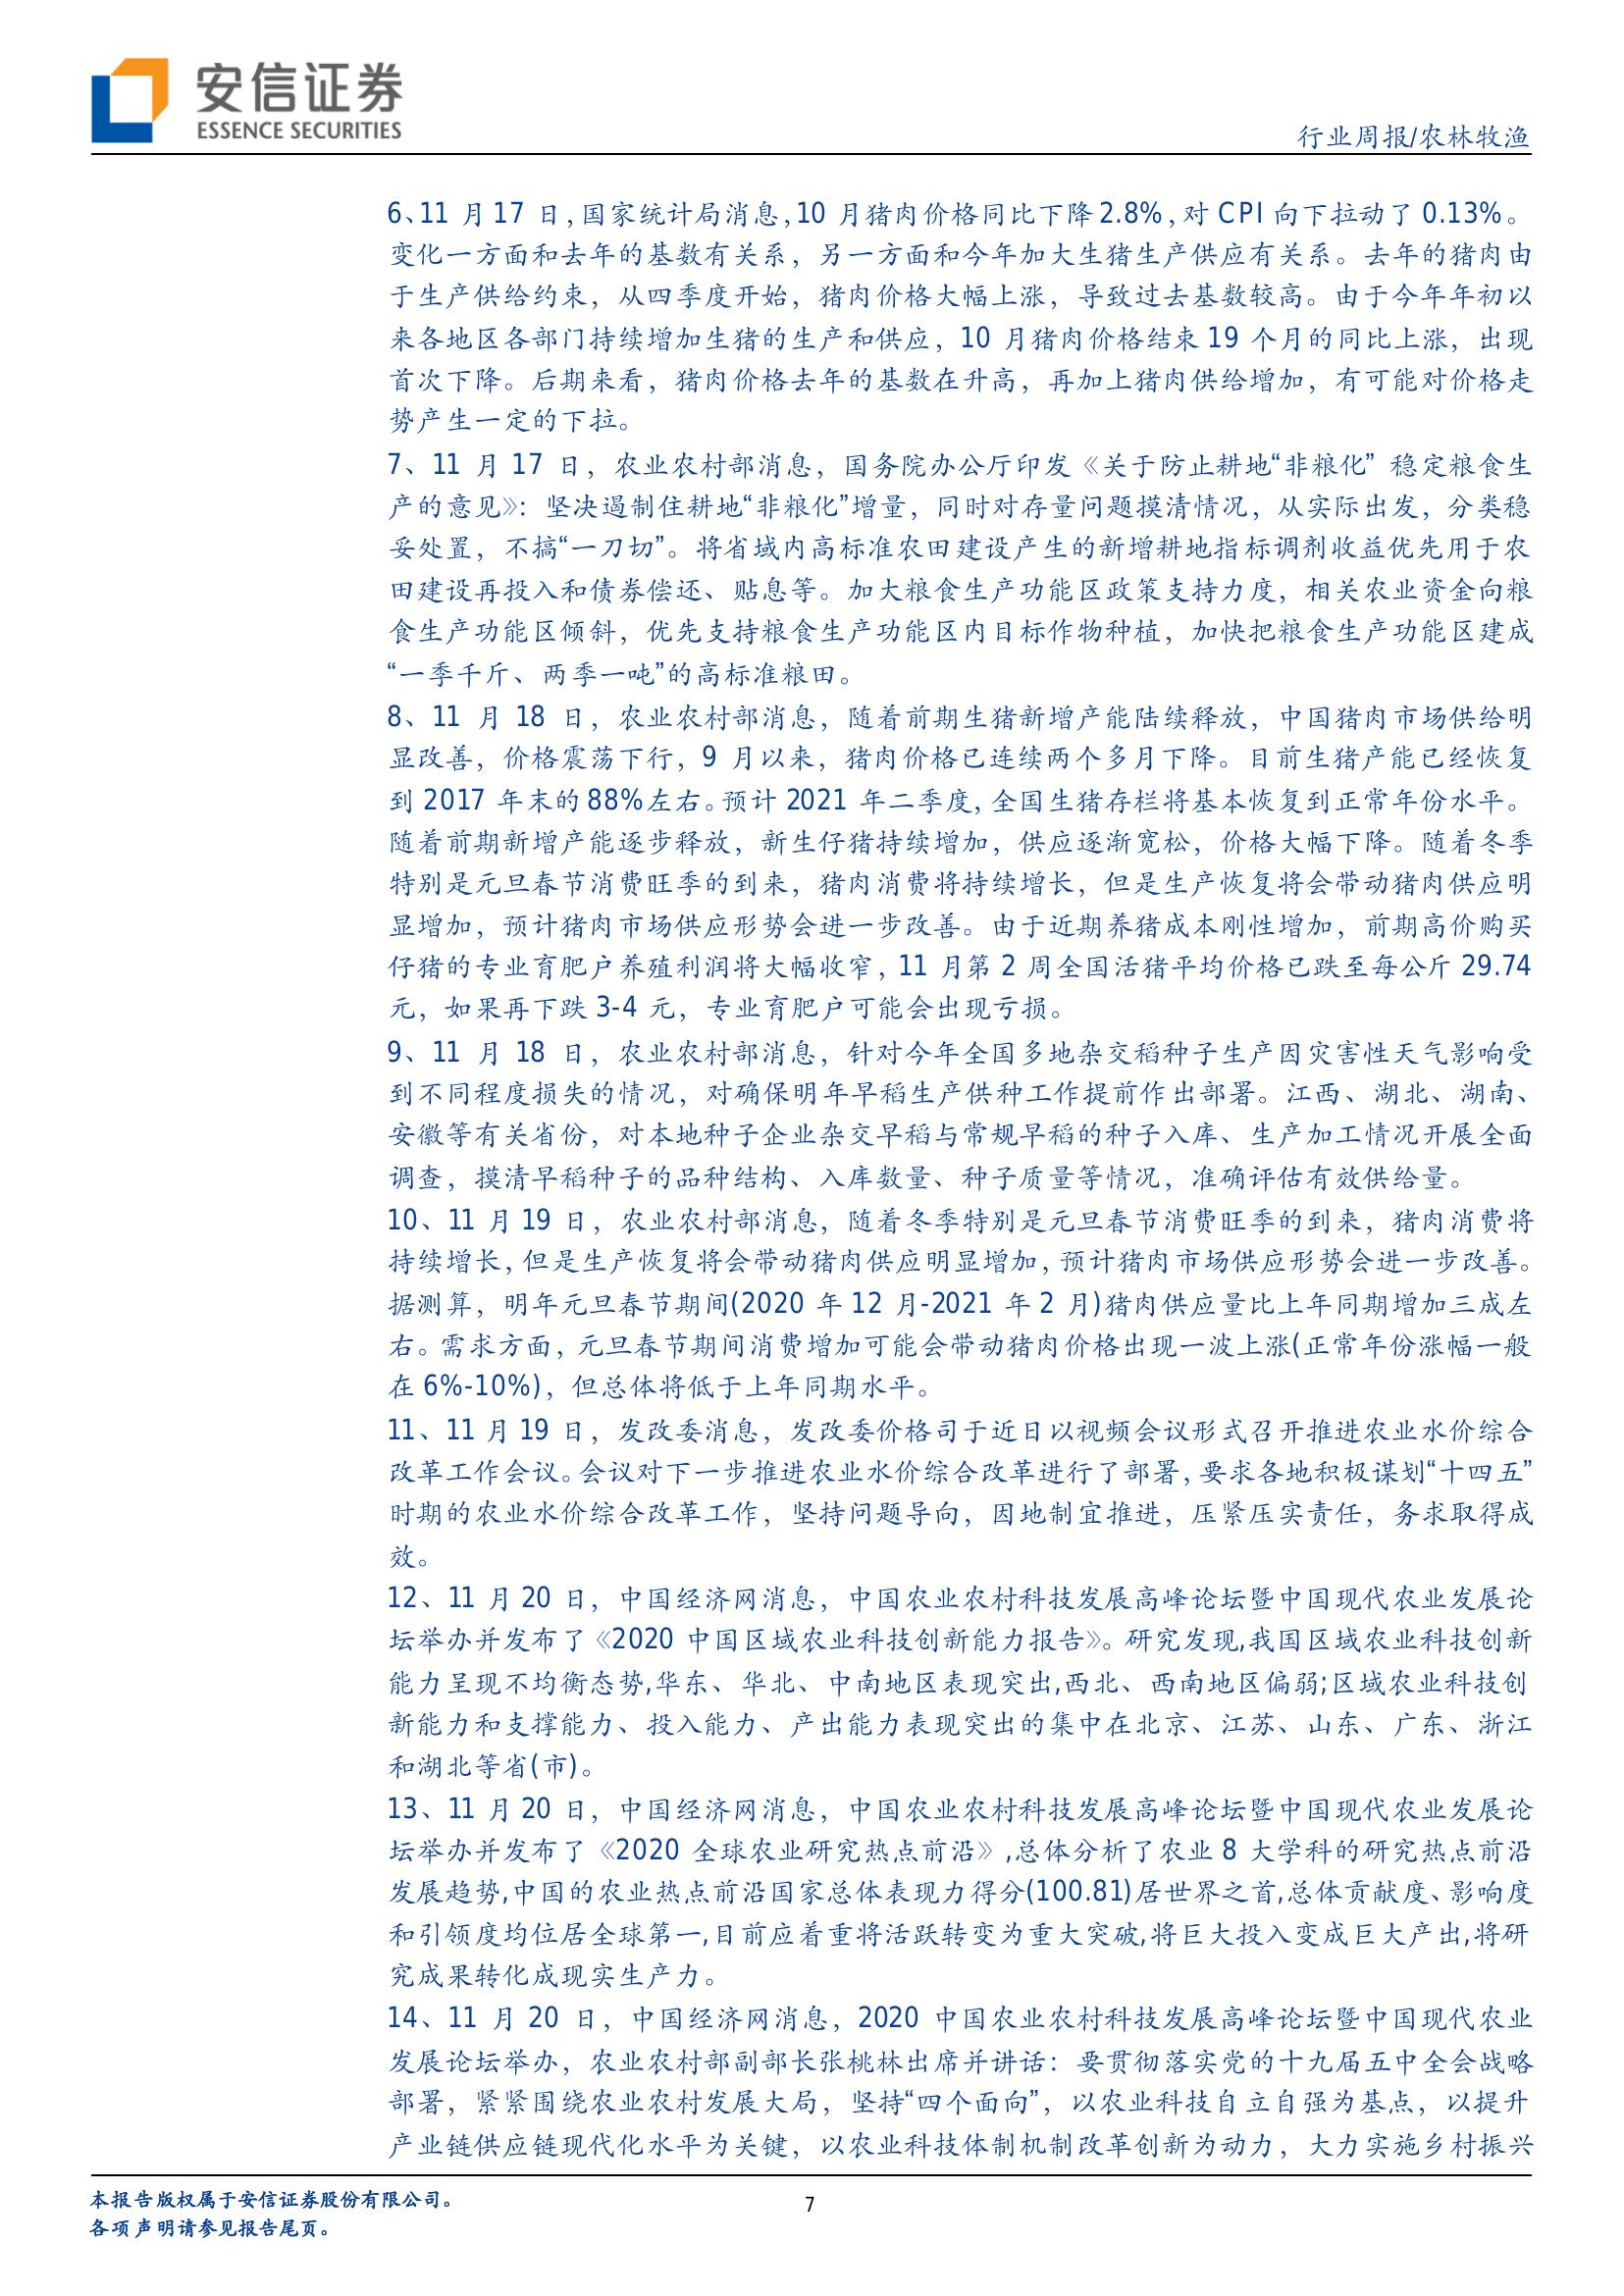 安信证券
ESSENCE SECURITIES
行业周报/农林牧渔
6、11 月 17 日，国家统计局消息，10 月猪肉价格同比下降 2.8%，对 CPI 向下拉动了 0.13%。
变化一方面和去年的基数有关系，另一方面和今年加大生猪生产供应有关系。去年的猪肉由
于生产供给约束，从四季度开始，猪肉价格大幅上涨，导致过去基数较高。由于今年年初以
来各地区各部门持续增加生猪的生产和供应，10 月猪肉价格结束 19 个月的同比上涨，出现
首次下降。后期来看，猪肉价格去年的基数在升高，再加上猪肉供给增加，有可能对价格走
势产生一定的下拉。
7、11 月 17 日，农业农村部消息，国务院办公厅印发《关于防止耕地“非粮化” 稳定粮食生
产的意见》：坚决遏制住耕地“非粮化”增量，同时对存量问题摸清情况，从实际出发，分类稳
妥处置，不搞“一刀切”。将省域内高标准农田建设产生的新增耕地指标调剂收益优先用于农
田建设再投入和债券偿还、贴息等。加大粮食生产功能区政策支持力度，相关农业资金向粮
食生产功能区倾斜，优先支持粮食生产功能区内目标作物种植，加快把粮食生产功能区建成
“一季千斤、两季一吨”的高标准粮田。
8、11 月 18 日，农业农村部消息，随着前期生猪新增产能陆续释放，中国猪肉市场供给明
显改善，价格震荡下行，9 月以来，猪肉价格已连续两个多月下降。目前生猪产能已经恢复
到 2017 年末的 88%左右。预计 2021 年二季度，全国生猪存栏将基本恢复到正常年份水平。
随着前期新增产能逐步释放，新生仔猪持续增加，供应逐渐宽松，价格大幅下降。随着冬季
特别是元旦春节消费旺季的到来，猪肉消费将持续增长，但是生产恢复将会带动猪肉供应明
显增加，预计猪肉市场供应形势会进一步改善。由于近期养猪成本刚性增加，前期高价购买
仔猪的专业育肥户养殖利润将大幅收窄，11 月第 2 周全国活猪平均价格已跌至每公斤 29.74
元，如果再下跌 3-4 元，专业育肥户可能会出现亏损。
9、11 月 18 日，农业农村部消息，针对今年全国多地杂交稻种子生产因灾害性天气影响受
到不同程度损失的情况，对确保明年早稻生产供种工作提前作出部署。江西、湖北、湖南、
安徽等有关省份，对本地种子企业杂交早稻与常规早稻的种子入库、生产加工情况开展全面
调查，摸清早稻种子的品种结构、入库数量、种子质量等情况，准确评估有效供给量。
10、11 月 19 日，农业农村部消息，随着冬季特别是元旦春节消费旺季的到来，猪肉消费将
持续增长，但是生产恢复将会带动猪肉供应明显增加，预计猪肉市场供应形势会进一步改善。
据测算，明年元旦春节期间(2020 年 12 月-2021 年 2 月)猪肉供应量比上年同期增加三成左
右。需求方面，元旦春节期间消费增加可能会带动猪肉价格出现一波上涨(正常年份涨幅一般
在 6%-10%)，但总体将低于上年同期水平。
11、11 月 19 日，发改委消息，发改委价格司于近日以视频会议形式召开推进农业水价综合
改革工作会议。会议对下一步推进农业水价综合改革进行了部署，要求各地积极谋划“十四五”
时期的农业水价综合改革工作，坚持问题导向，因地制宜推进，压紧压实责任，务求取得成
效。
12、11 月 20 日，中国经济网消息，中国农业农村科技发展高峰论坛暨中国现代农业发展论
坛举办并发布了《2020 中国区域农业科技创新能力报告》。研究发现,我国区域农业科技创新
能力呈现不均衡态势,华东、华北、中南地区表现突出,西北、西南地区偏弱;区域农业科技创
新能力和支撑能力、投入能力、产出能力表现突出的集中在北京、江苏、山东、广东、浙江
和湖北等省(市)。
13、11 月 20 日，中国经济网消息，中国农业农村科技发展高峰论坛暨中国现代农业发展论
坛举办并发布了《2020 全球农业研究热点前沿》,总体分析了农业 8 大学科的研究热点前沿
发展趋势,中国的农业热点前沿国家总体表现力得分(100.81)居世界之首,总体贡献度、影响度
和引领度均位居全球第一,目前应着重将活跃转变为重大突破,将巨大投入变成巨大产出,将研
究成果转化成现实生产力。
14、11 月 20 日，中国经济网消息，2020 中国农业农村科技发展高峰论坛暨中国现代农业
发展论坛举办，农业农村部副部长张桃林出席并讲话：要贯彻落实党的十九届五中全会战略
部署，紧紧围绕农业农村发展大局，坚持“四个面向”，以农业科技自立自强为基点，以提升
产业链供应链现代化水平为关键，以农业科技体制机制改革创新为动力，大力实施乡村振兴
本报告版权属于安信证券股份有限公司。
7
各项声明请参见报告尾页。